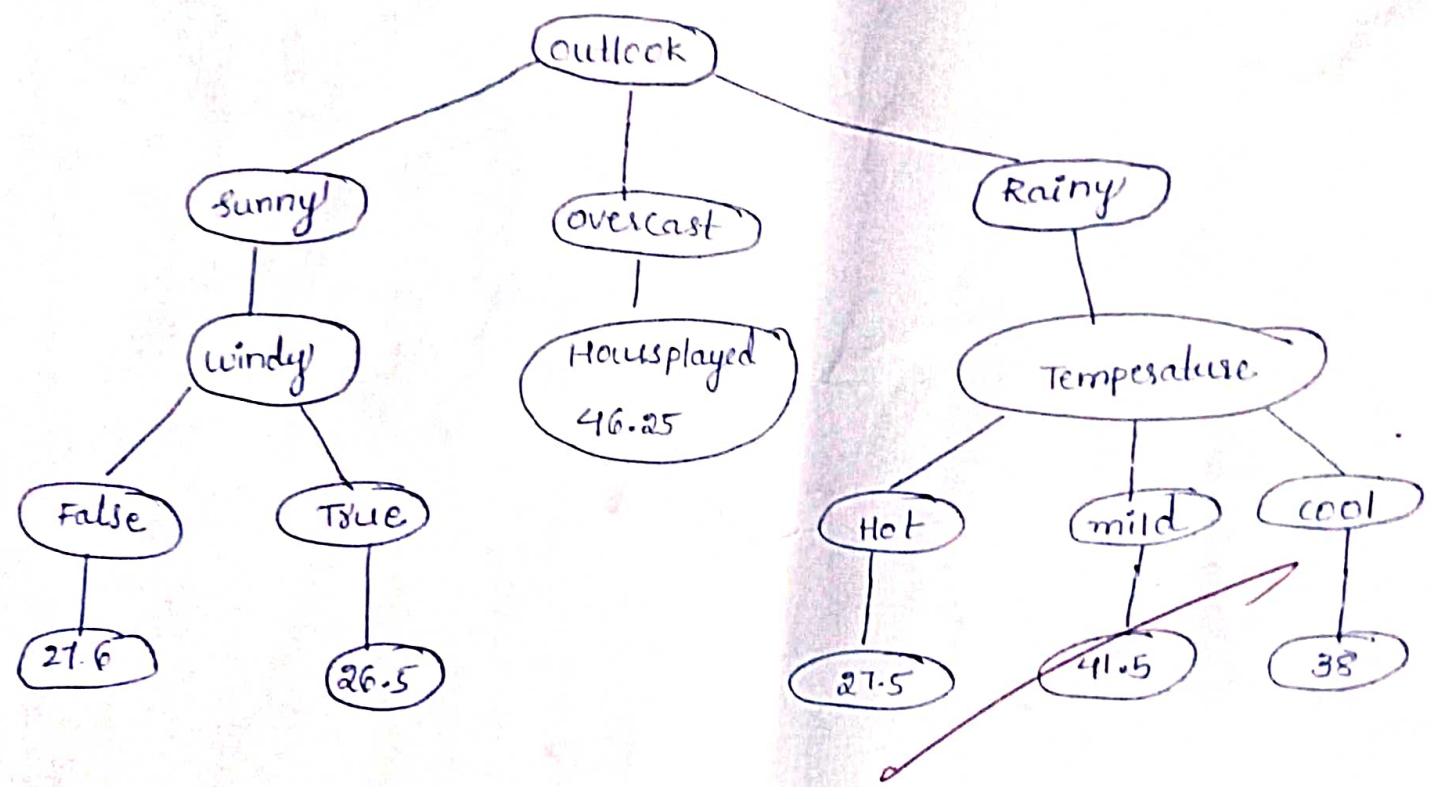 outlook
sunny
overcast
Rainy
windy
Hoursplayed
46.25
Temperature
False
True
Hot
mild
cool
27.6
26.5
27.5
41.5
38